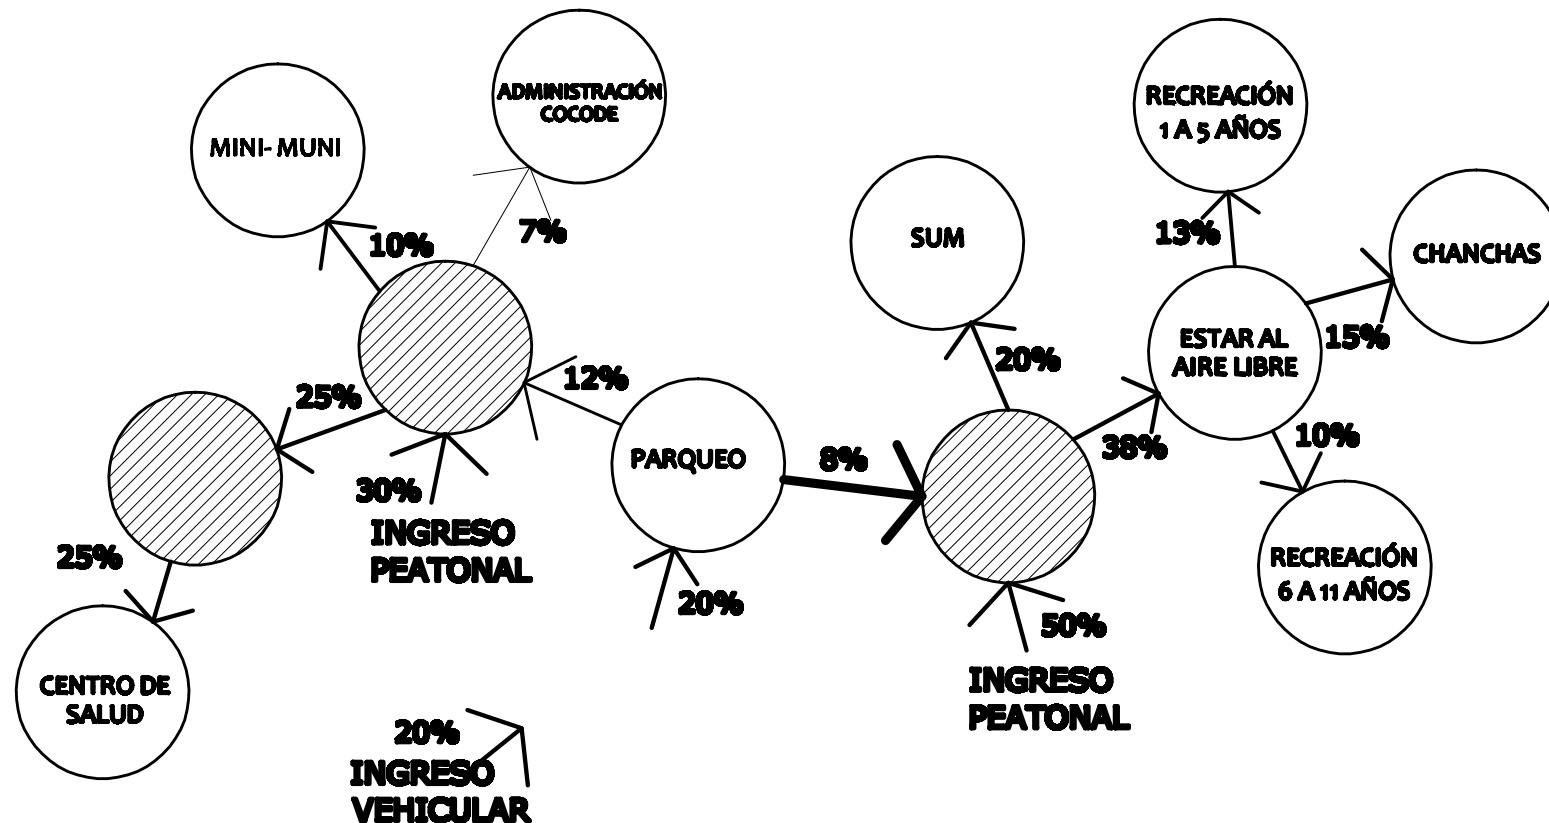 ADMINISTRACIÓN
COCODE
MINI- MUNI
10%
7%
RECREACIÓN
1 A 5 AÑOS
SUM
13%
CHANCHAS
ESTAR AL
AIRE LIBRE
15%
20%
38%
10%
25%
12%
PARQUEO
8%
30%
INGRESO
PEATONAL
25%
20%
RECREACIÓN
6 A 11 AÑOS
50%
INGRESO
PEATONAL
CENTRO DE
SALUD
20%
INGRESO
VEHICULAR